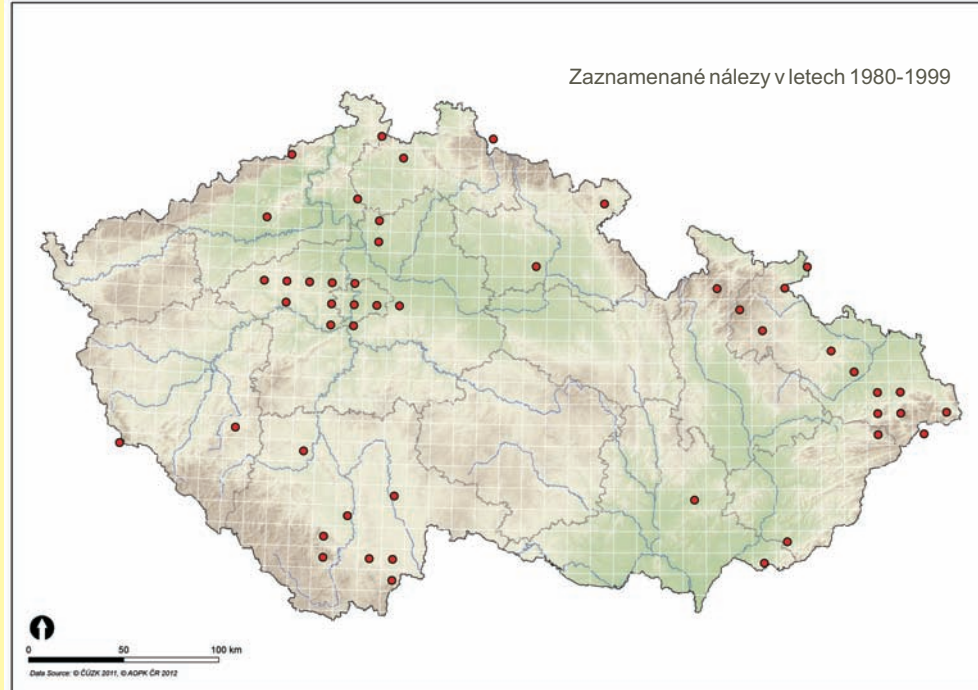 Zaznamenané nálezy v letech 1980-1999
0 50 100 km
Data Source: © ČÚZK 2011, © AOPK ČR 2012